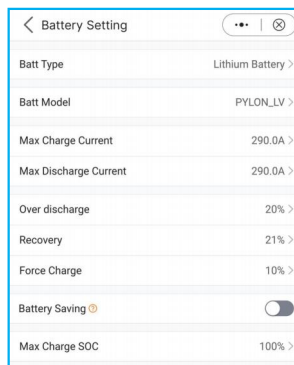 Battery Setting
Batt Type Lithium Battery
Batt Model PYLON_LV
Max Charge Current 290.0A
Max Discharge Current 290.0A
Over discharge 20%
Recovery 21%
Force Charge 10%
Battery Saving ?
Max Charge SOC 100%